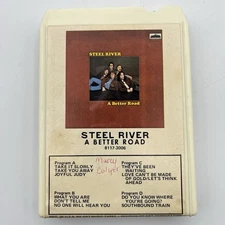 STEEL RIVER
A Better Road
STEEL RIVER
A BETTER ROAD
8117-3006
Program A
TAKE IT SLOWLY
TAKE YOU AWAY
JOYFUL JUDY
Marcy
Program C
THEY'VE BEEN
WAITING
LOVE CAN'T BE MADE
OF GOLD/LET'S THINK
AHEAD
Program B
WHAT YOU ARE
DON'T TELL ME
NO ONE WILL HEAR YOU
Program D
DO YOU KNOW WHERE
YOU'RE GOING?
SOUTHBOUND TRAIN